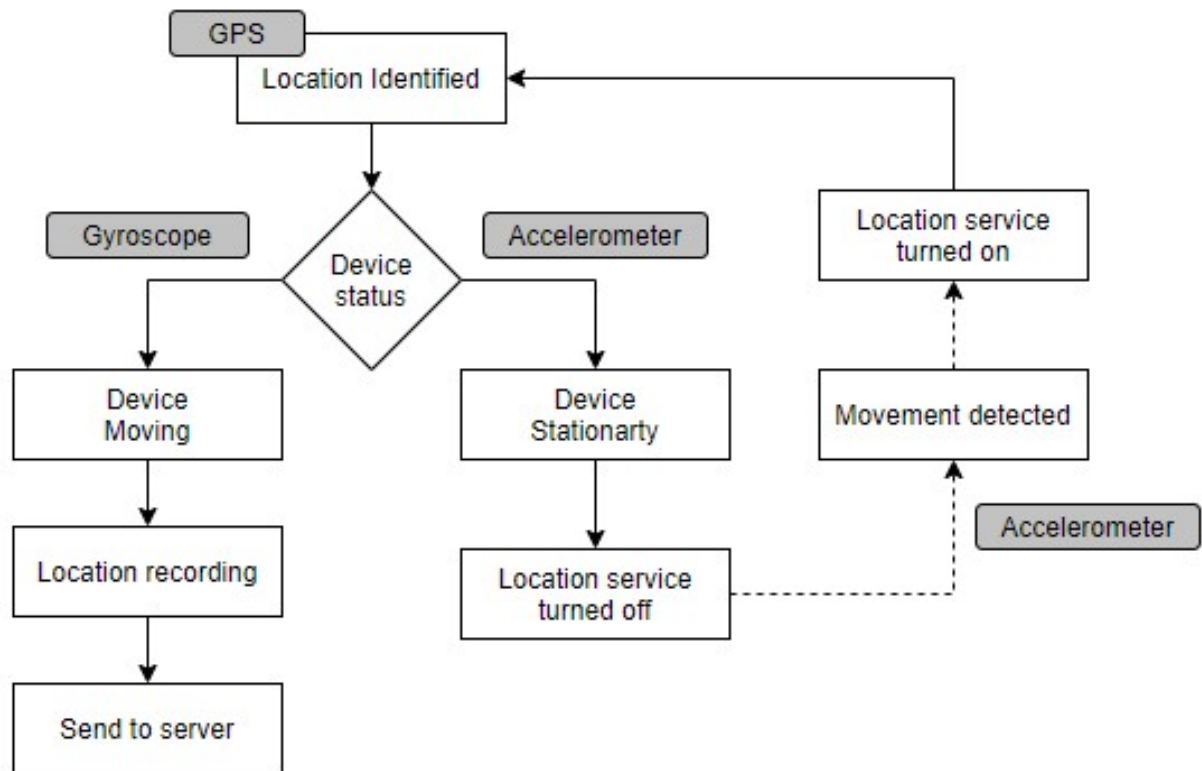 GPS
Location Identified
Gyroscope
Accelerometer
Device
status
Location service
turned on
Device
Moving
Device
Stationarty
Movement detected
Accelerometer
Location recording
Location service
turned off
Send to server